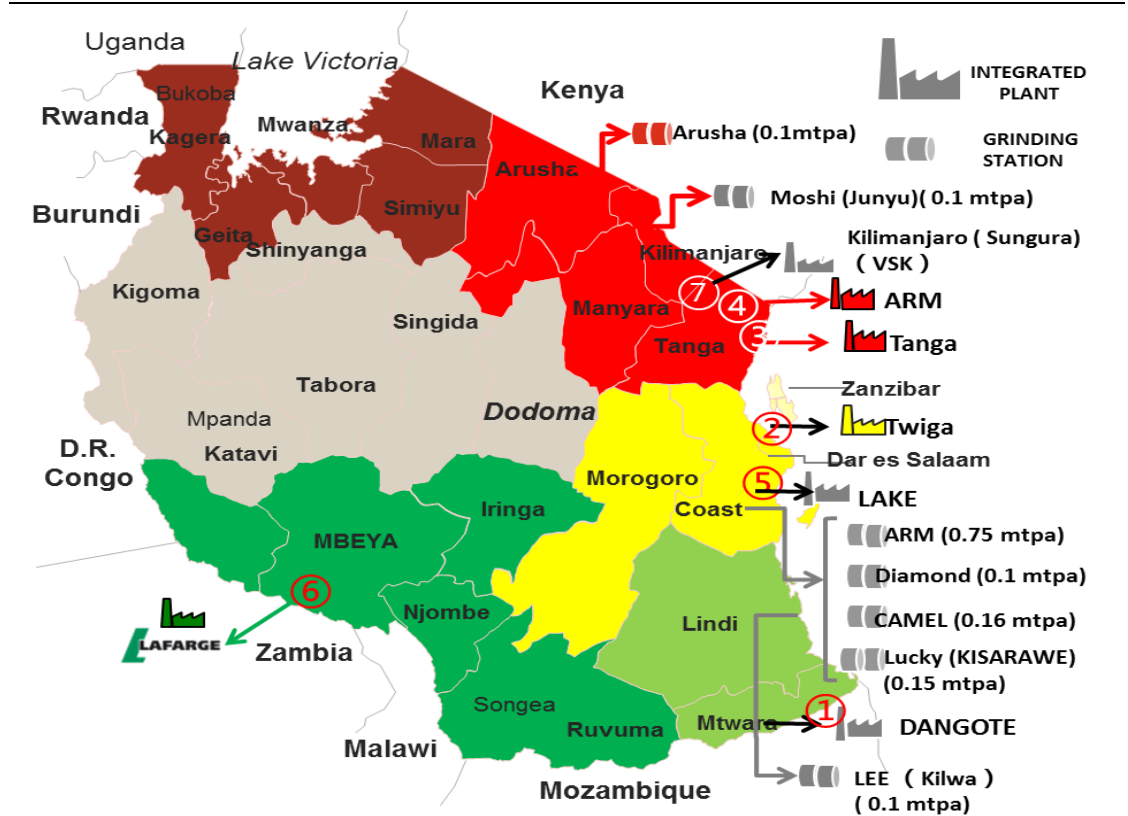 Uganda
Lake Victoria
Kenya
INTEGRATED
PLANT
Bukoba
Rwanda
Kagera
Mwanza
Mara
Arusha
Arusha (0.1mtpa)
GRINDING
STATION
Burundi
Simiyu
Moshi (Junyu)( 0.1 mtpa)
Geita
Shinyanga
Kilimanjaro
Kilimanjaro ( Sungura)
( VSK )
Kigoma
7
4
ARM
Manyara
Singida
3
Tanga
Tanga
Tabora
Zanzibar
Dodoma
Mpanda
2
Twiga
D.R.
Congo
Katavi
Dar es Salaam
Morogoro
5
LAKE
Iringa
Coast
MBEYA
ARM (0.75 mtpa)
Diamond (0.1 mtpa)
6
Njombe
CAMEL (0.16 mtpa)
Lindi
LAFARGE
Zambia
Lucky (KISARAWE)
(0.15 mtpa)
Songea
1
Mtwara
DANGOTE
Ruvuma
Malawi
Mozambique
LEE ( Kilwa )
( 0.1 mtpa)